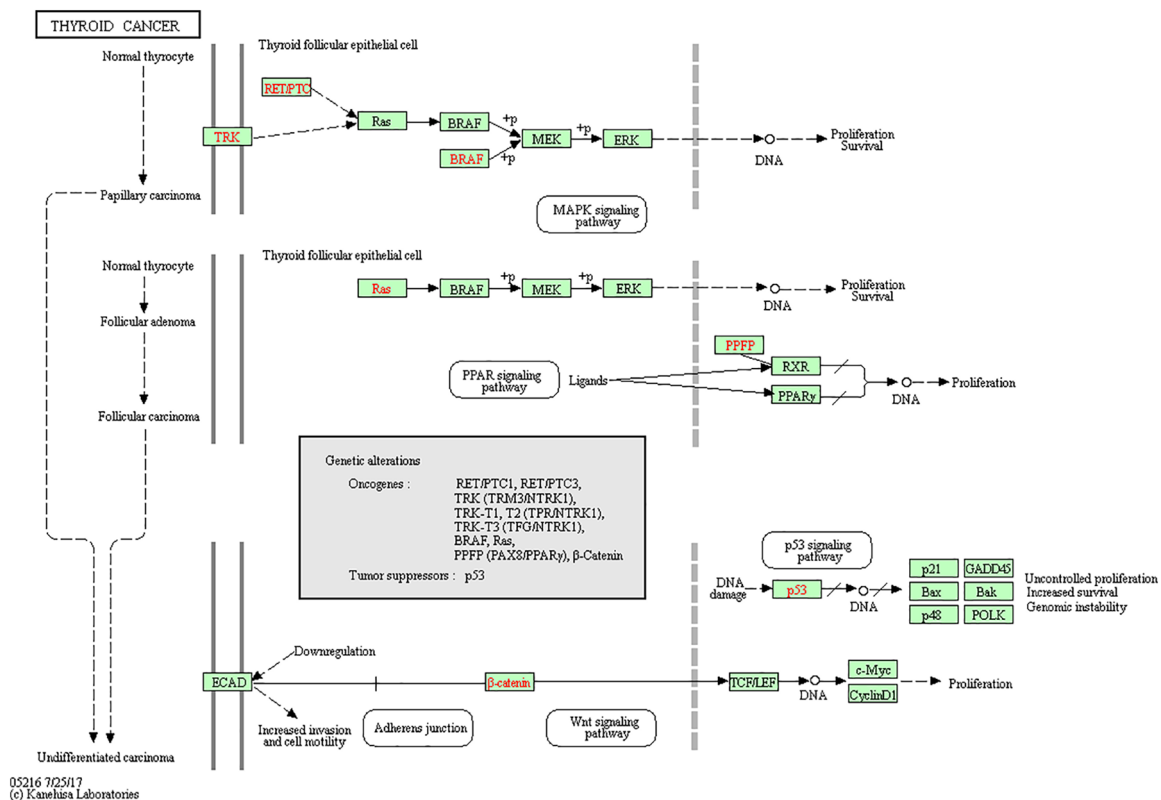 THYROID CANCER
Normal thyrocyte
Thyroid follicular epithelial cell
RET/PTC
TRK
Ras
BRAF
+p
BRAF
+p
MEK
+p
ERK
DNA
Proliferation
Survival
Papillary carcinoma
MAPK signaling
pathway
Normal thyrocyte
Thyroid follicular epithelial cell
Ras
BRAF
+p
MEK
+p
ERK
DNA
Proliferation
Survival
Follicular adenoma
PPFP
PPAR signaling
pathway
Ligands
RXR
PPARγ
DNA
Proliferation
Follicular carcinoma
Genetic alterations
Oncogenes : RET/PTC1, RET/PTC3,
TRK (TRM3/NTRK1),
TRK-T1, T2 (TPR/NTRK1),
TRK-T3 (TFG/NTRK1),
BRAF, Ras,
PPFP (PAX8/PPARγ), β-Catenin
Tumor suppressors : p53
p53 signaling
pathway
DNA
damage
p53
DNA
p21
GADD45
Bax
Bak
p48
POLK
Uncontrolled proliferation
Increased survival
Genomic instability
Downregulation
ECAD
β-catenin
TCF/LEF
DNA
c-Myc
CyclinD1
Proliferation
Increased invasion
and cell motility
Adherens junction
Wnt signaling
pathway
Undifferentiated carcinoma
05216 7/25/17
(c) Kanehisa Laboratories